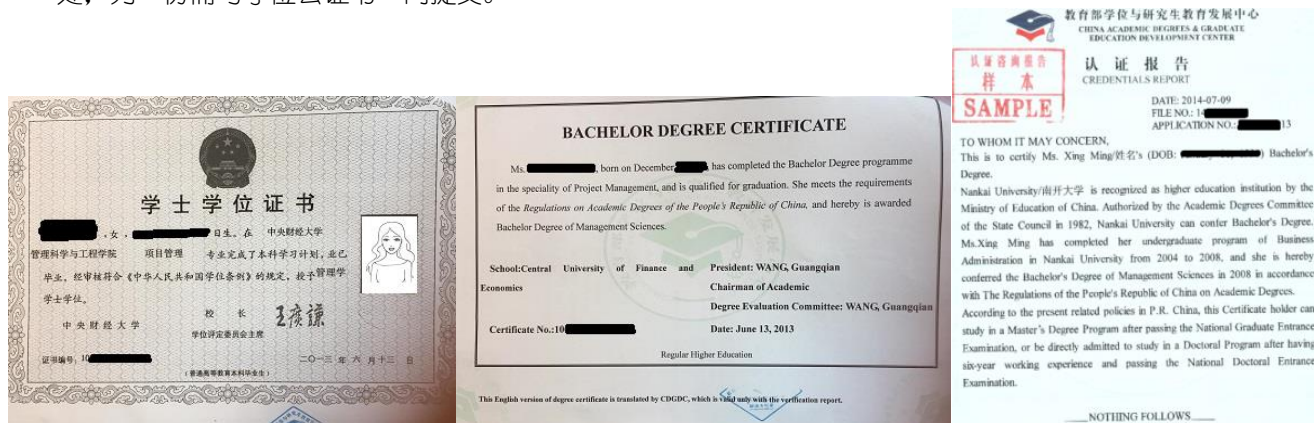 证书一同提交。
学士学位证书
,女,
日生。在 中央财经大学
管理科学与工程学院 项目管理 专业完成了本科学习计划,业已
毕业。经审核符合《中华人民共和国学位条例》的规定,授予管理学
学士学位。
中央财经大学
校 长
学位评定委员会主席
王广谦
证书编号: 10
二〇一三 年 六 月 十三 日
(普通高等教育本科毕业生)
BACHELOR DEGREE CERTIFICATE
Ms. , born on December , has completed the Bachelor Degree programme
in the speciality of Project Management, and is qualified for graduation. She meets the requirements
of the Regulations on Academic Degrees of the People's Republic of China, and hereby is awarded
Bachelor Degree of Management Sciences.
School:Central University of Finance and
Economics
President: WANG, Guangqian
Chairman of Academic
Degree Evaluation Committee: WANG, Guangqian
Certificate No.:10
Date: June 13, 2013
Regular Higher Education
This English version of degree certificate is translated by CDGDC, which is valid only with the verification report.
教育部学位与研究生教育发展中心
CHINA ACADEMIC DEGREES & GRADUATE
EDUCATION DEVELOPMENT CENTER
认证咨询报告
样 本
SAMPLE
认 证 报 告
CREDENTIALS REPORT
DATE: 2014-07-09
FILE NO.: 14
APPLICATION NO.: 13
TO WHOM IT MAY CONCERN,
This is to certify Ms. Xing Ming/姓名's (DOB: ) Bachelor's
Degree.
Nankai University/南开大学 is recognized as higher education institution by the
Ministry of Education of China. Authorized by the Academic Degrees Committee
of the State Council in 1982, Nankai University can confer Bachelor's Degree.
Ms.Xing Ming has completed her undergraduate program of Business
Administration in Nankai University from 2004 to 2008, and she is hereby
conferred the Bachelor's Degree of Management Sciences in 2008 in accordance
with The Regulations of the People's Republic of China on Academic Degrees.
According to the present related policies in P.R. China, this Certificate holder can
study in a Master's Degree Program after passing the National Graduate Entrance
Examination, or be directly admitted to study in a Doctoral Program after having
six-year working experience and passing the National Doctoral Entrance
Examination.
NOTHING FOLLOWS